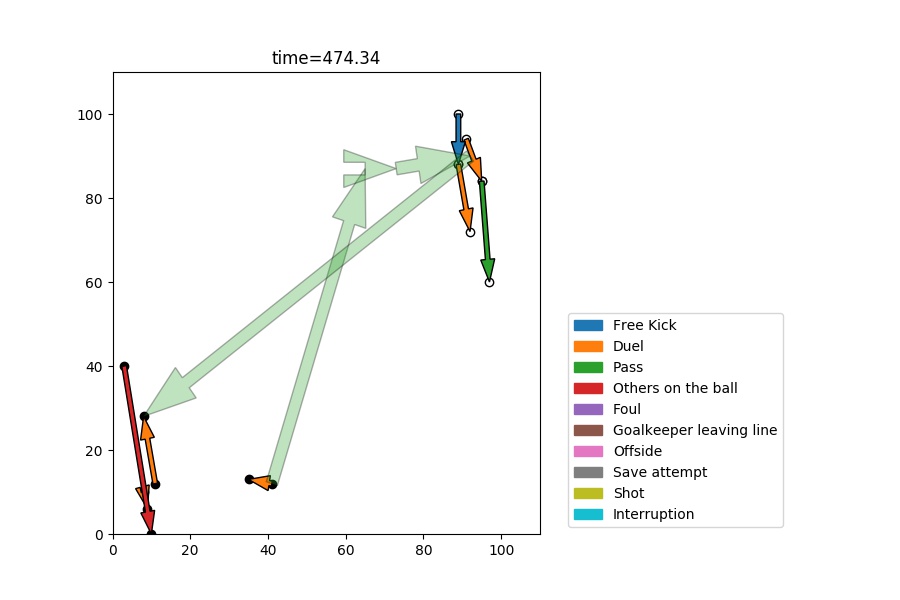 time=474.34
100
80
60
40
20
0
0 20 40 60 80 100
Free Kick
Duel
Pass
Others on the ball
Foul
Goalkeeper leaving line
Offside
Save attempt
Shot
Interruption